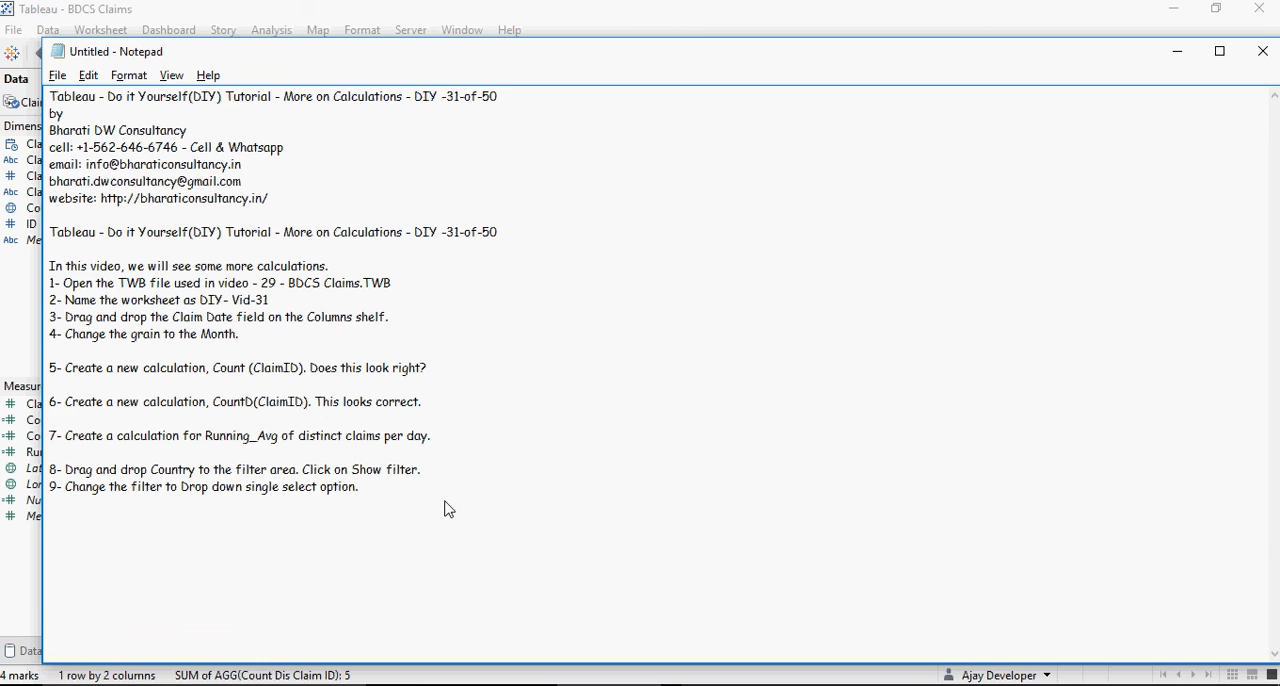 Tableau - BDCS Claims
File Data Worksheet Dashboard Story Analysis Map Format Server Window Help
Untitled - Notepad
File Edit Format View Help
Data
Dimens
Abc
Abc
ID
Abc Me
Measur
Co
Co
Nu
Me
Data
Tableau - Do it Yourself(DIY) Tutorial - More on Calculations - DIY -31-of-50
by
Bharati DW Consultancy
cell: +1-562-646-6746 - Cell & Whatsapp
email: info@bharaticonsultancy.in
bharati.dwconsultancy@gmail.com
website: http://bharaticonsultancy.in/
Tableau - Do it Yourself(DIY) Tutorial - More on Calculations - DIY -31-of-50
In this video, we will see some more calculations.
1- Open the TWB file used in video - 29 - BDCS Claims.TWB
2- Name the worksheet as DIY- Vid-31
3- Drag and drop the Claim Date field on the Columns shelf.
4- Change the grain to the Month.
5- Create a new calculation, Count (ClaimID). Does this look right?
6- Create a new calculation, CountD(ClaimID). This looks correct.
7- Create a calculation for Running_Avg of distinct claims per day.
8- Drag and drop Country to the filter area. Click on Show filter.
9- Change the filter to Drop down single select option.
4 marks 1 row by 2 columns SUM of AGG(Count Dis Claim ID): 5
Ajay Developer